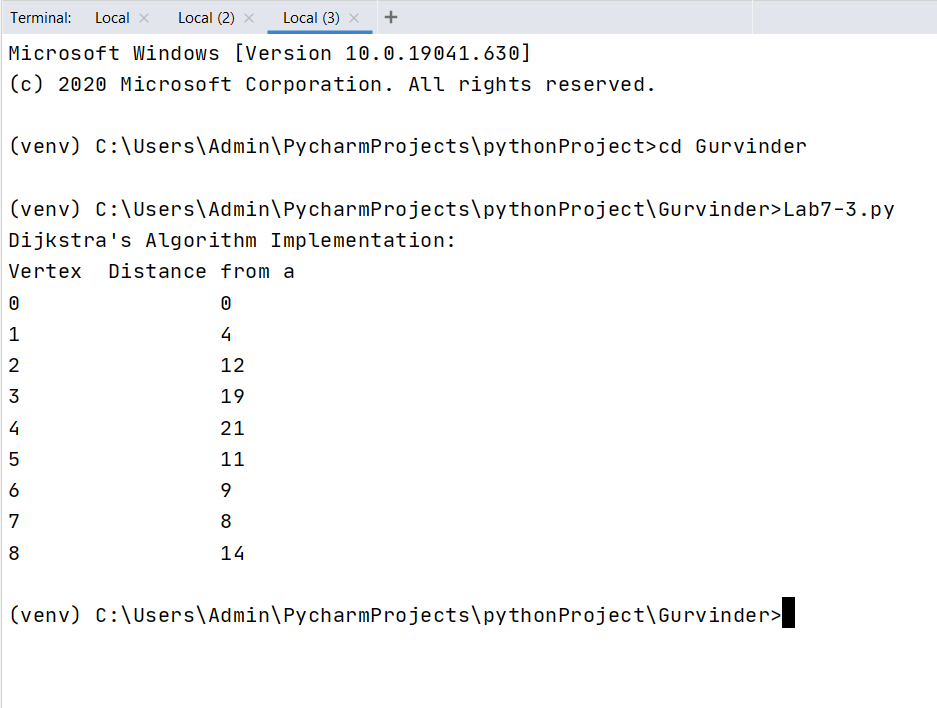 Terminal: Local × Local (2) × Local (3) × +
Microsoft Windows [Version 10.0.19041.630]
(c) 2020 Microsoft Corporation. All rights reserved.
(venv) C:\Users\Admin\PycharmProjects\pythonProject>cd Gurvinder
(venv) C:\Users\Admin\PycharmProjects\pythonProject\Gurvinder>Lab7-3.py
Dijkstra's Algorithm Implementation:
Vertex  Distance from a
0                0
1                4
2                12
3                19
4                21
5                11
6                9
7                8
8                14
(venv) C:\Users\Admin\PycharmProjects\pythonProject\Gurvinder>